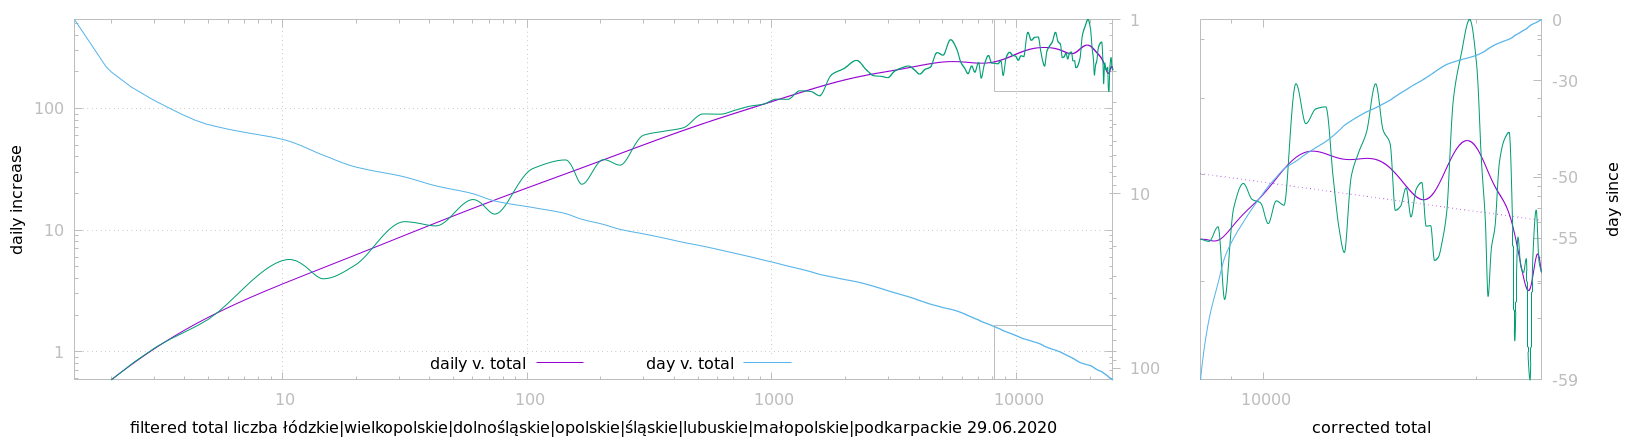 daily increase
100
10
1
daily v. total
day v. total
10
100
1000
10000
1
10
100
filtered total liczba łódzkie|wielkopolskie|dolnośląskie|opolskie|śląskie|lubuskie|małopolskie|podkarpackie 29.06.2020
0
-30
-50
-55
-59
day since
10000
corrected total